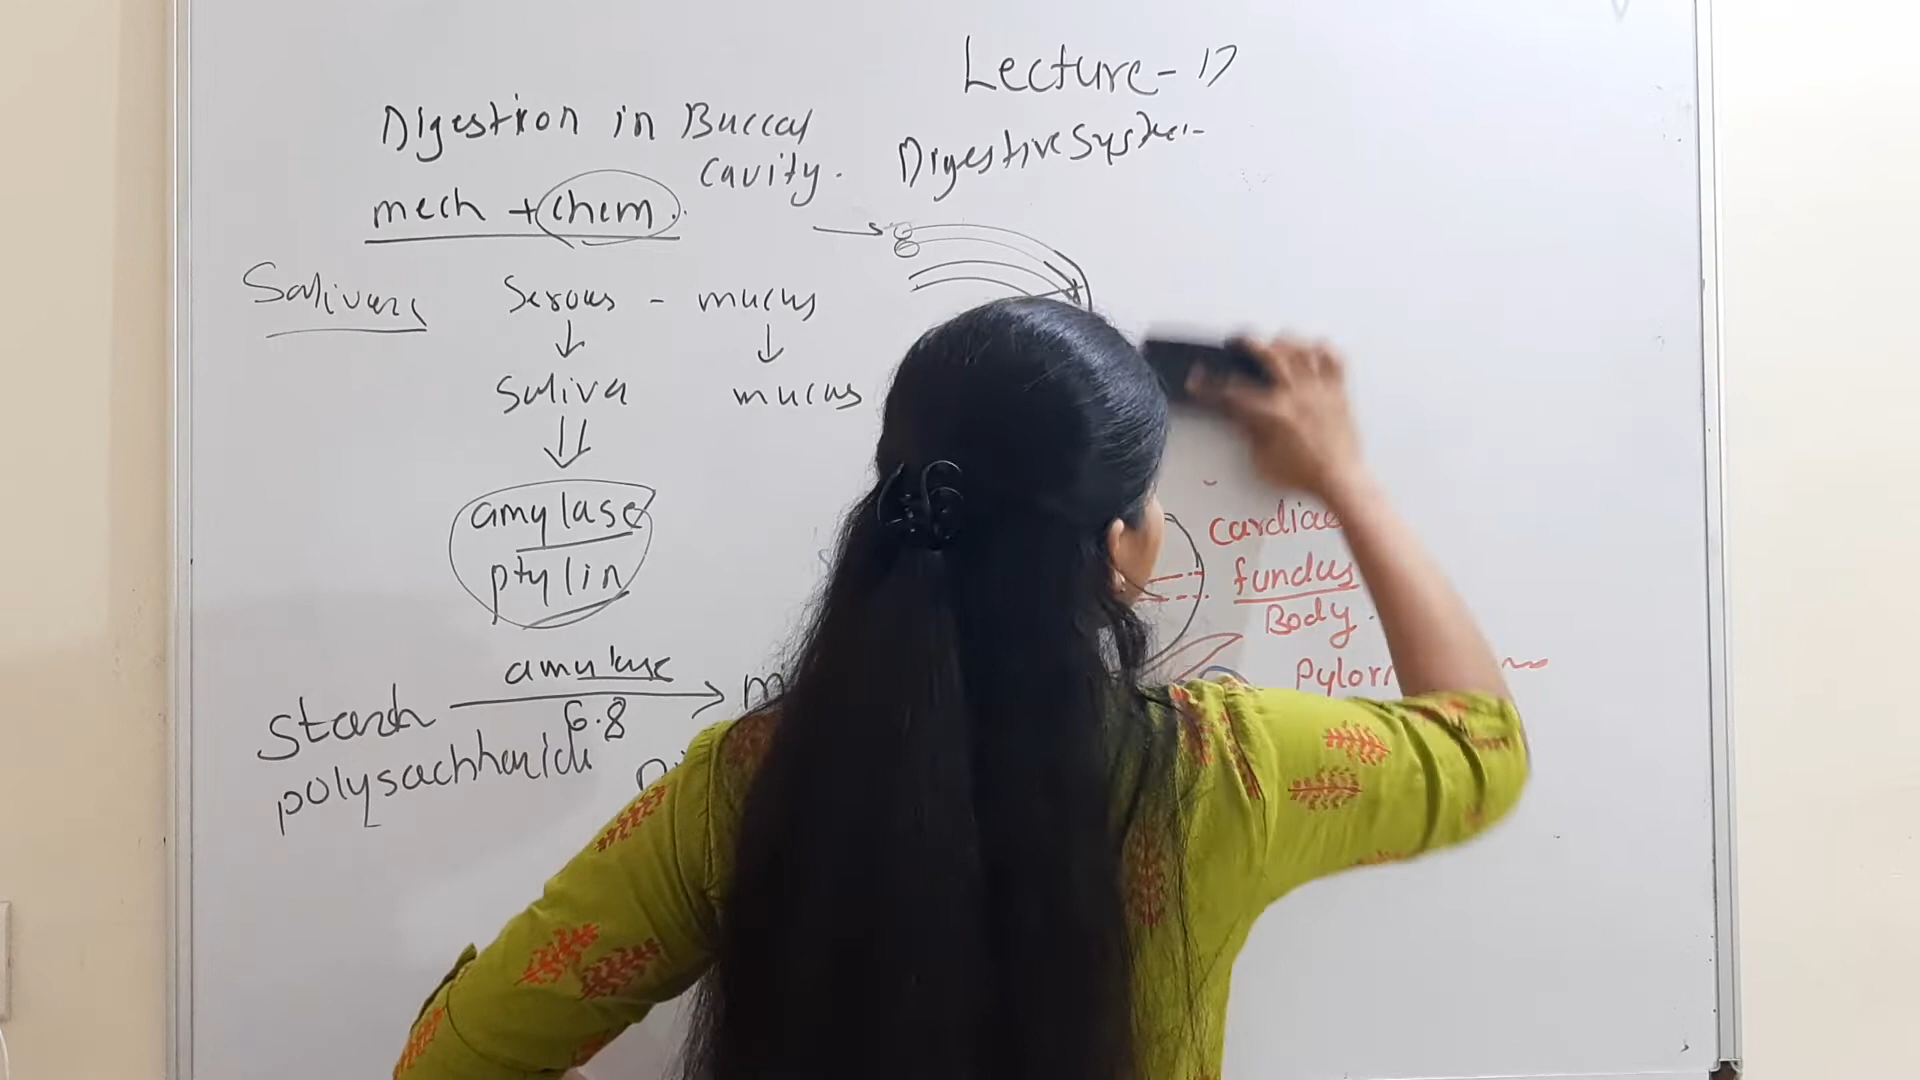 Lecture - 17
Digestion in Buccal
cavity.
Digestive System
mech + chem.
Salivary
Serous - mucus
saliva mucus
amylase
ptylin
cardiac
fundus
Body.
amylase
Starch
6.8
polysachharide